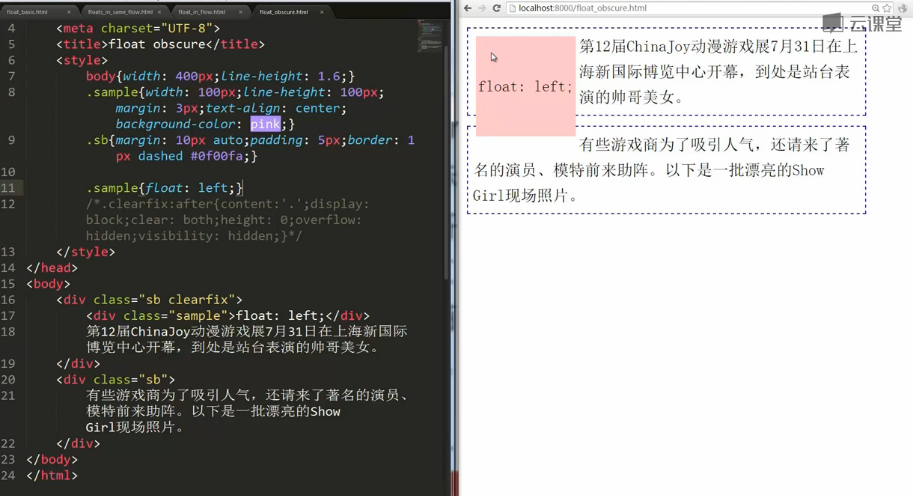 float_basic.html × floats_in_same_flow.html × float_in_flow.html × float_obscure.html ×
4 <meta charset="UTF-8">
5 <title>float obscure</title>
6 <style>
7 body{width: 400px;line-height: 1.6;}
8 .sample{width: 100px;line-height: 100px;
margin: 3px;text-align: center;
background-color: pink;}
9 .sb{margin: 10px auto;padding: 5px;border: 1
px dashed #0f00fa;}
10
11 .sample{float: left;}
12 /*.clearfix:after{content:'.';display:
block;clear: both;height: 0;overflow:
hidden;visibility: hidden;}*/
13 </style>
14 </head>
15 <body>
16 <div class="sb clearfix">
17 <div class="sample">float: left;</div>
18 第12届ChinaJoy动漫游戏展7月31日在上海新国际
博览中心开幕，到处是站台表演的帅哥美女。
19 </div>
20 <div class="sb">
21 有些游戏商为了吸引人气，还请来了著名的演员、
模特前来助阵。以下是一批漂亮的Show
Girl现场照片。
22 </div>
23 </body>
24 </html>
localhost:8000/float_obscure.html
云课堂
float: left;
第12届ChinaJoy动漫游戏展7月31日在上
海新国际博览中心开幕，到处是站台表
演的帅哥美女。
有些游戏商为了吸引人气，还请来了著
名的演员、模特前来助阵。以下是一批漂亮的Show
Girl现场照片。